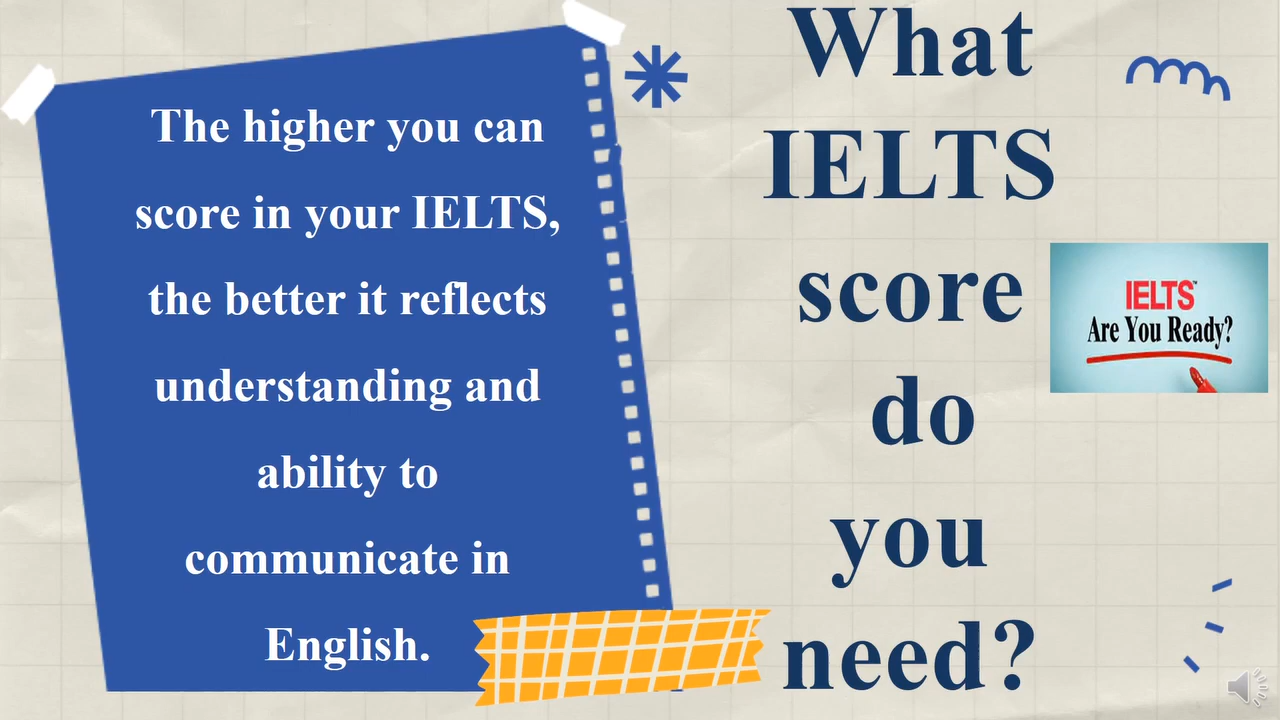 The higher you can
score in your IELTS,
the better it reflects
understanding and
ability to
communicate in
English.
What
IELTS
score
do
you
need?
IELTS™
Are You Ready?